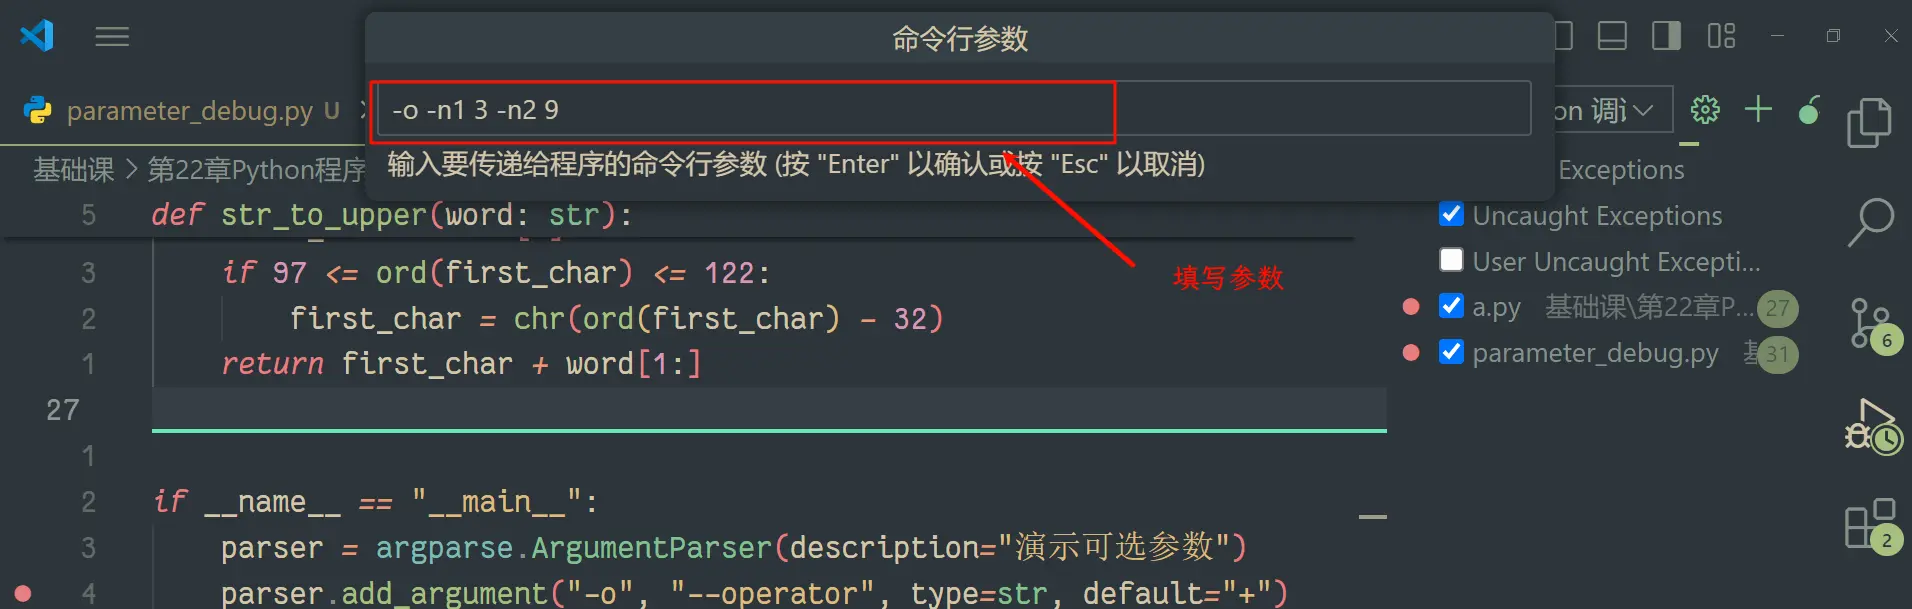 命令行参数
-o -n1 3 -n2 9
输入要传递给程序的命令行参数 (按 "Enter" 以确认或按 "Esc" 以取消)
填写参数
parameter_debug.py U
基础课 > 第22章Python程序
5 def str_to_upper(word: str):
3 if 97 <= ord(first_char) <= 122:
2 first_char = chr(ord(first_char) - 32)
1 return first_char + word[1:]
27
1
2 if __name__ == "__main__":
3 parser = argparse.ArgumentParser(description="演示可选参数")
4 parser.add_argument("-o", "--operator", type=str, default="+")
on 调试
Exceptions
Uncaught Exceptions
User Uncaught Excepti...
a.py 基础课\第22章P... 27
parameter_debug.py 31
6
2